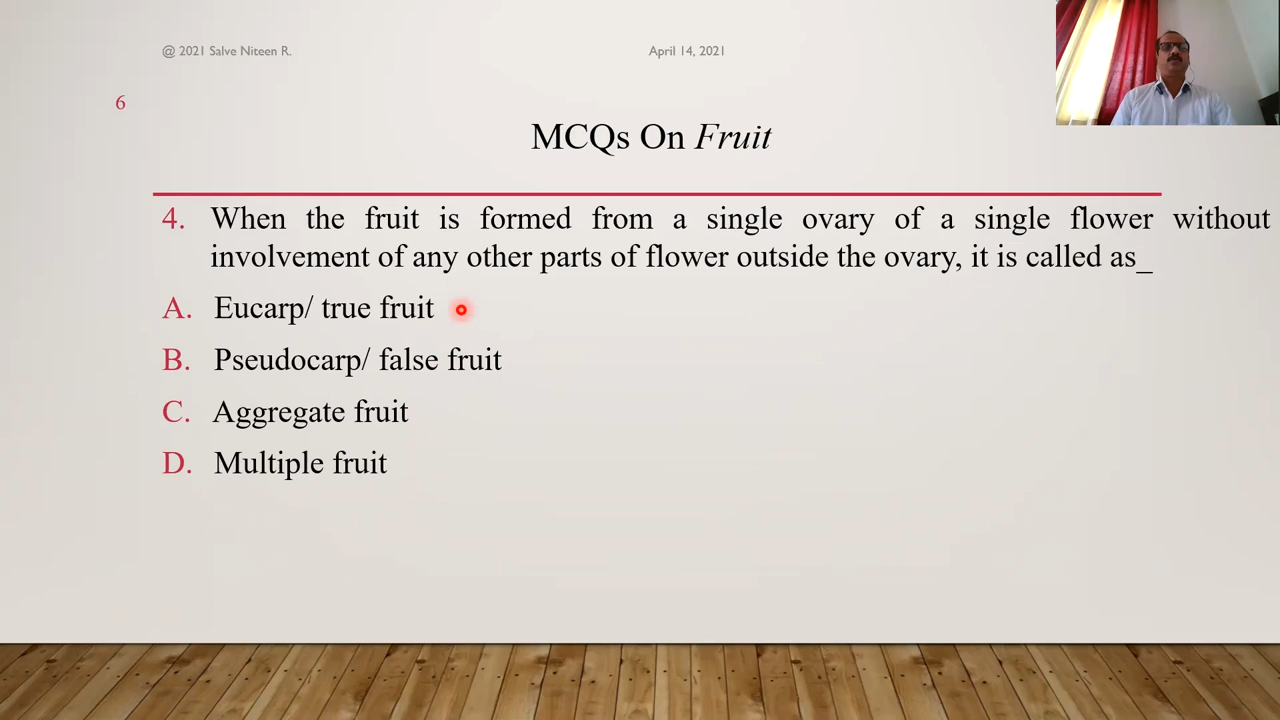 @ 2021 Salve Niteen R.
April 14, 2021
6
MCQs On Fruit
4. When the fruit is formed from a single ovary of a single flower without
involvement of any other parts of flower outside the ovary, it is called as_
A. Eucarp/ true fruit
B. Pseudocarp/ false fruit
C. Aggregate fruit
D. Multiple fruit